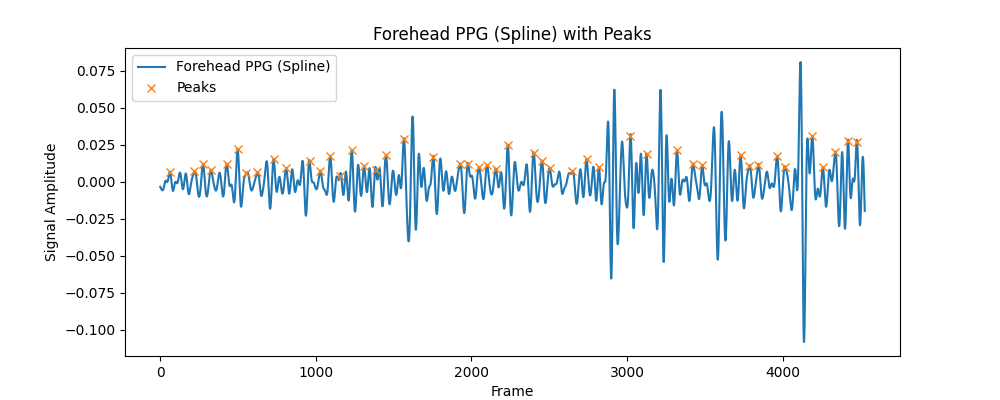 Forehead PPG (Spline) with Peaks
Forehead PPG (Spline)
Peaks
0.075
0.050
0.025
0.000
−0.025
−0.050
−0.075
−0.100
Signal Amplitude
0 1000 2000 3000 4000
Frame